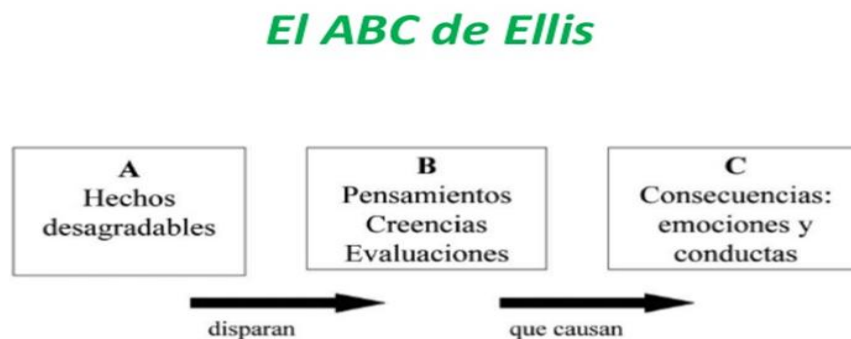 El ABC de Ellis
A
Hechos
desagradables
B
Pensamientos
Creencias
Evaluaciones
C
Consecuencias:
emociones y
conductas
disparan
que causan